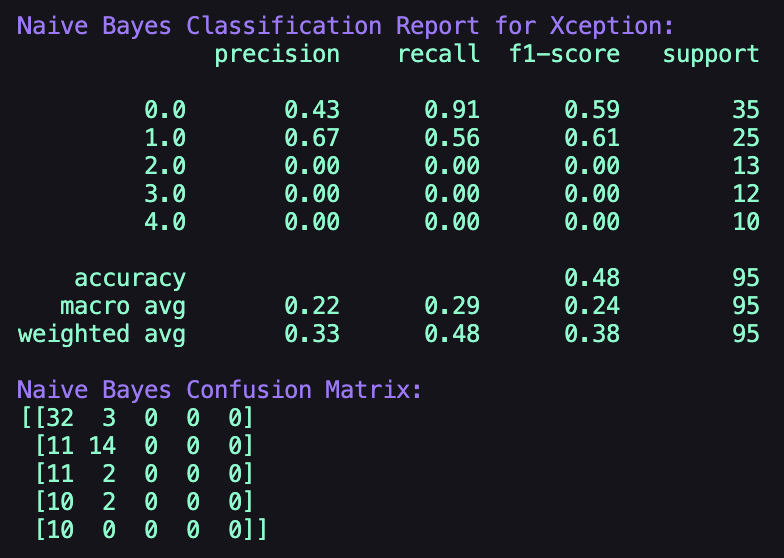 Naive Bayes Classification Report for Xception:
              precision    recall  f1-score   support

         0.0       0.43      0.91      0.59        35
         1.0       0.67      0.56      0.61        25
         2.0       0.00      0.00      0.00        13
         3.0       0.00      0.00      0.00        12
         4.0       0.00      0.00      0.00        10

    accuracy                           0.48        95
   macro avg       0.22      0.29      0.24        95
weighted avg       0.33      0.48      0.38        95

Naive Bayes Confusion Matrix:
[[32  3  0  0  0]
 [11 14  0  0  0]
 [11  2  0  0  0]
 [10  2  0  0  0]
 [10  0  0  0  0]]